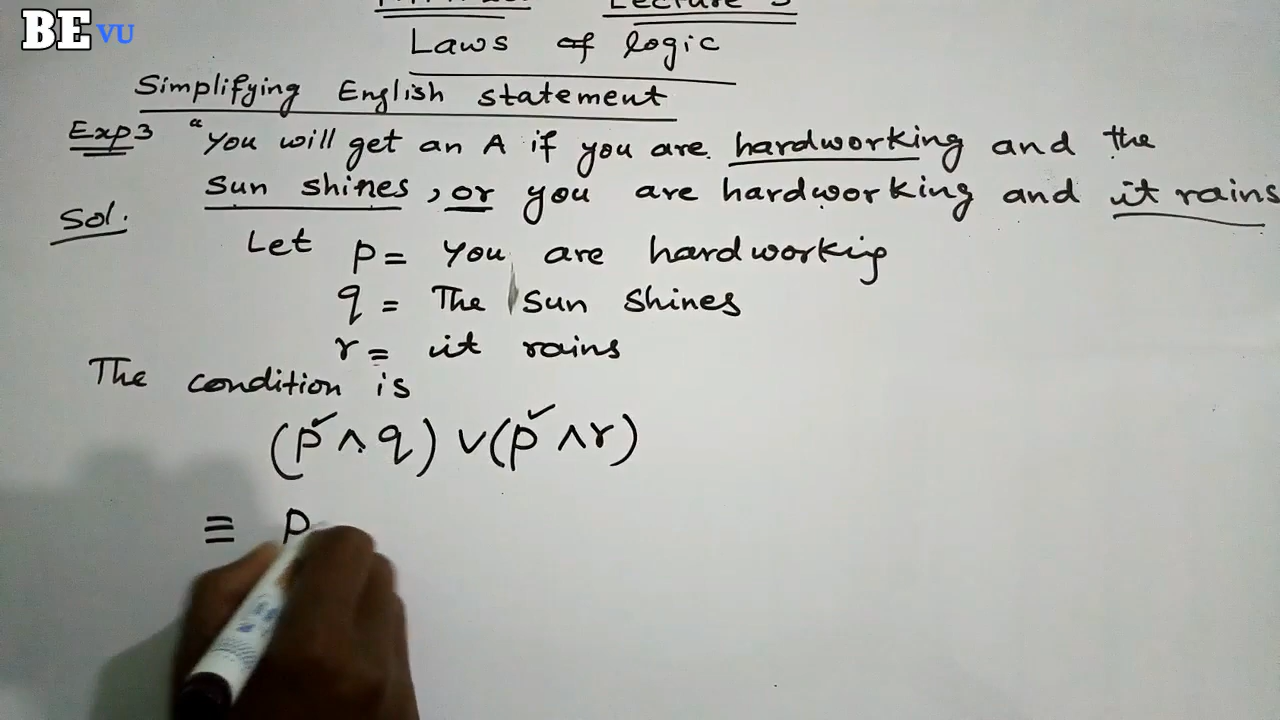 BE VU
Lecture
Laws of logic
Simplifying English statement
Exp3 "You will get an A if you are hardworking and the
Sun shines, or you are hardworking and it rains
Sol.
Let p = You are hardworking
q = The Sun Shines
r = it rains
The condition is
(p ∧ q) ∨ (p ∧ r)
≡ p